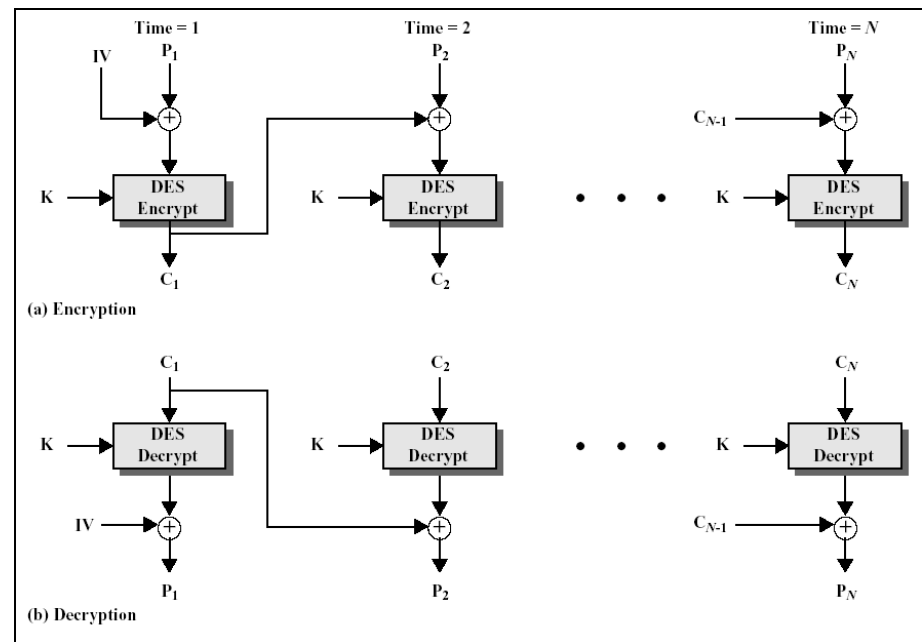 Time = 1 Time = 2 Time = N
IV P1 P2 PN
CN-1
K DES Encrypt K DES Encrypt K DES Encrypt
C1 C2 CN
(a) Encryption
C1 C2 CN
K DES Decrypt K DES Decrypt K DES Decrypt
IV CN-1
P1 P2 PN
(b) Decryption